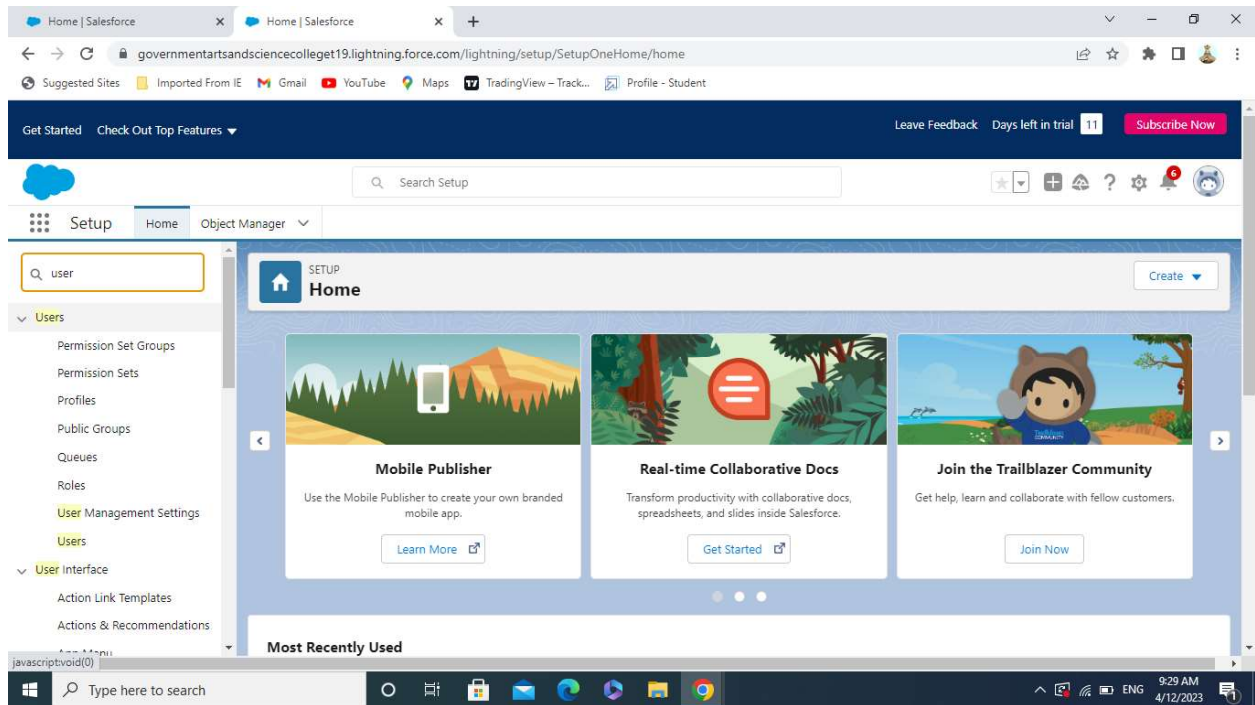 Home | Salesforce
Home | Salesforce
governmentartsandsciencecolleget19.lightning.force.com/lightning/setup/SetupOneHome/home
Suggested Sites Imported From IE Gmail YouTube Maps TradingView – Track... Profile - Student
Get Started Check Out Top Features Leave Feedback Days left in trial 11 Subscribe Now
Search Setup
6
Setup Home Object Manager
user
SETUP
Home
Create
Users
Permission Set Groups
Permission Sets
Profiles
Public Groups
Queues
Roles
User Management Settings
Users
User Interface
Action Link Templates
Actions & Recommendations
Mobile Publisher
Use the Mobile Publisher to create your own branded
mobile app.
Learn More
Real-time Collaborative Docs
Transform productivity with collaborative docs,
spreadsheets, and slides inside Salesforce.
Get Started
Join the Trailblazer Community
Get help, learn and collaborate with fellow customers.
Join Now
Most Recently Used
javascript:void(0)
Type here to search
ENG
9:29 AM
4/12/2023
1